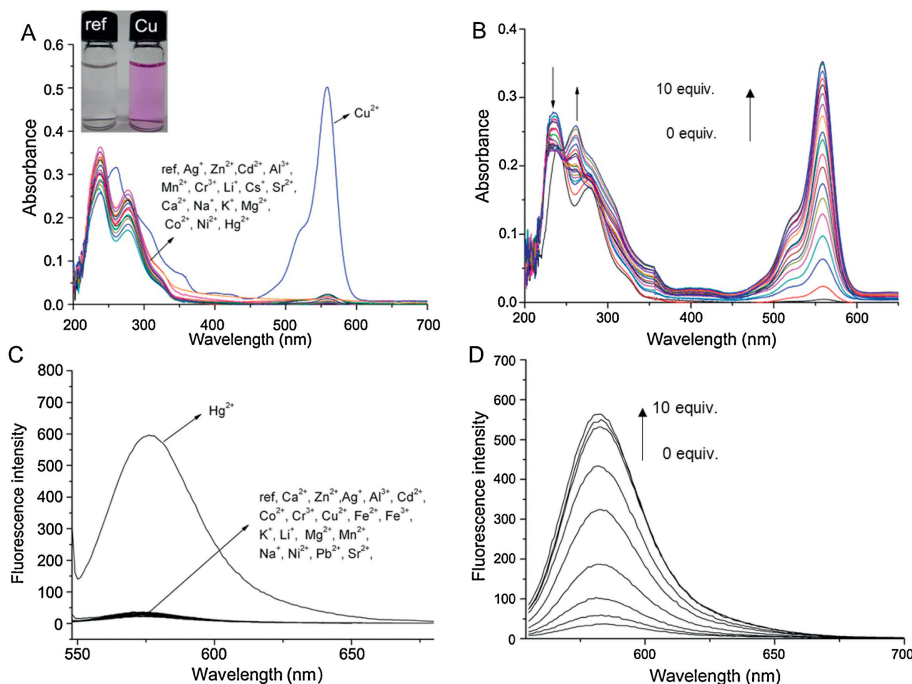 A
ref
Cu
0.6
0.5
0.4
0.3
0.2
0.1
0.0
Absorbance
Cu²⁺
ref, Ag⁺, Zn²⁺,Cd²⁺, Al³⁺
Mn²⁺, Cr³⁺, Li⁺, Cs⁺, Sr²⁺
Ca²⁺, Na⁺, K⁺, Mg²⁺,
Co²⁺, Ni²⁺, Hg²⁺
200 300 400 500 600 700
Wavelength (nm)
B
0.4
0.3
0.2
0.1
0.0
Absorbance
10 equiv.
0 equiv.
200 300 400 500 600
Wavelength (nm)
C
800
700
600
500
400
300
200
100
0
Fluorescence intensity
Hg²⁺
ref, Ca²⁺, Zn²⁺,Ag⁺, Al³⁺, Cd²⁺,
Co²⁺, Cr³⁺, Cu²⁺, Fe²⁺, Fe³⁺,
K⁺, Li⁺, Mg²⁺, Mn²⁺,
Na⁺, Ni²⁺, Pb²⁺, Sr²⁺,
550 600 650
Wavelength (nm)
D
700
600
500
400
300
200
100
0
Fluorescence intensity
10 equiv.
0 equiv.
600 650 700
Wavelength (nm)